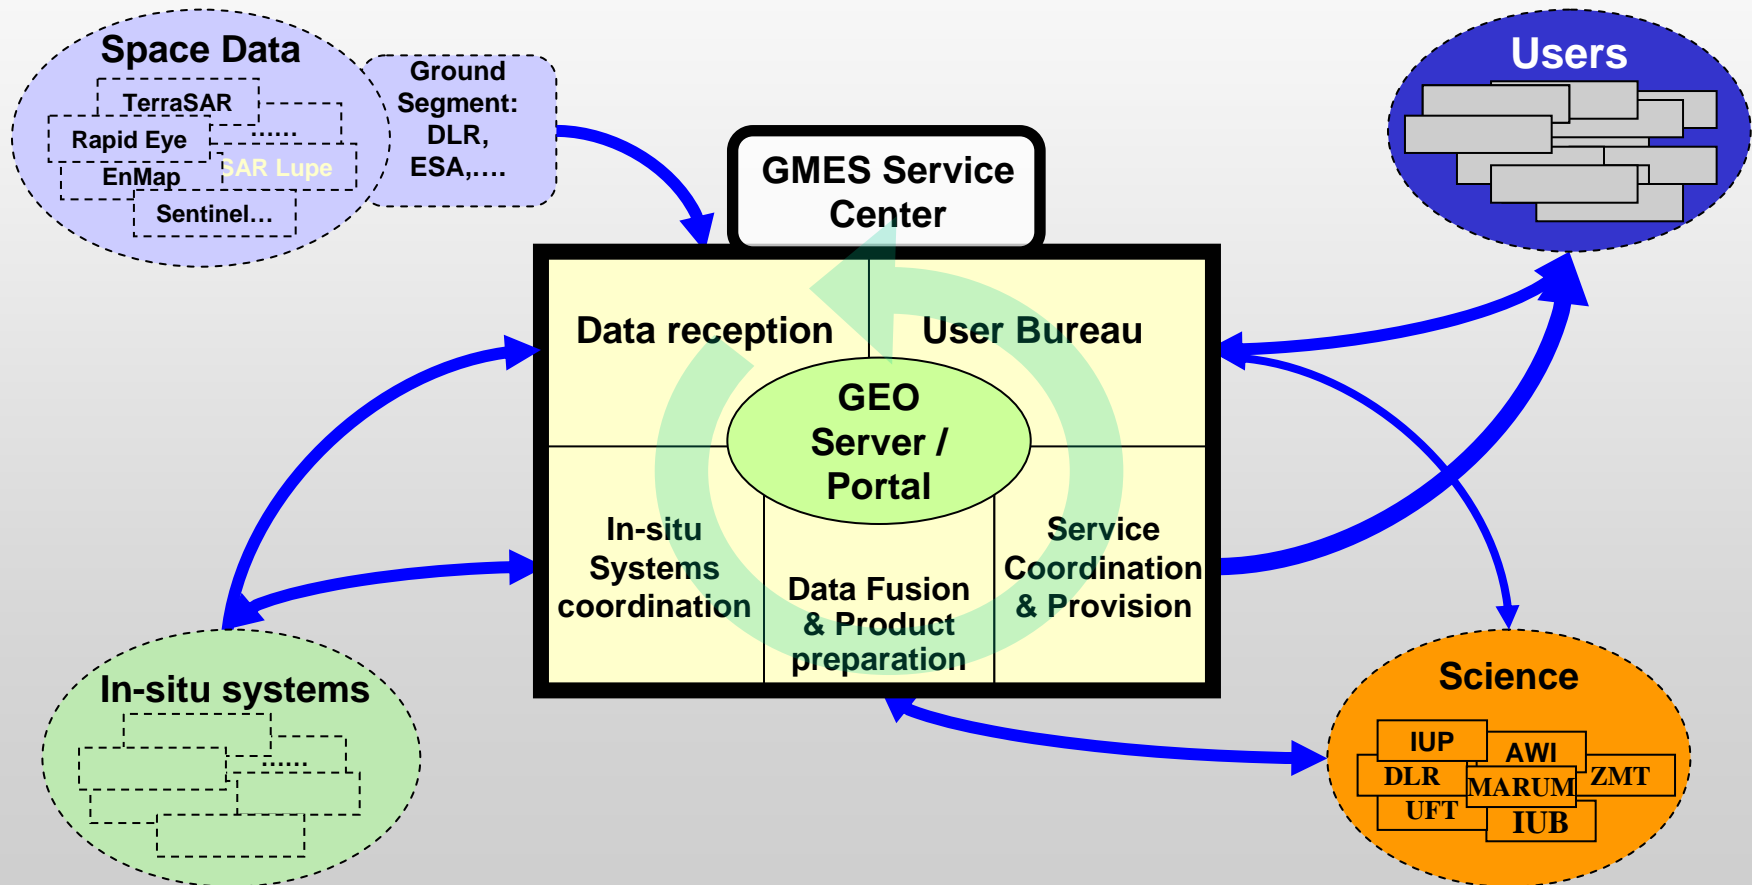 Space Data
TerraSAR
......
Rapid Eye
SAR Lupe
EnMap
Sentinel...
Ground
Segment:
DLR,
ESA,....
GMES Service
Center
Users
Data reception
User Bureau
GEO
Server /
Portal
In-situ
Systems
coordination
Data Fusion
& Product
preparation
Service
Coordination
& Provision
In-situ systems
......
Science
IUP
AWI
DLR
MARUM
ZMT
UFT
IUB